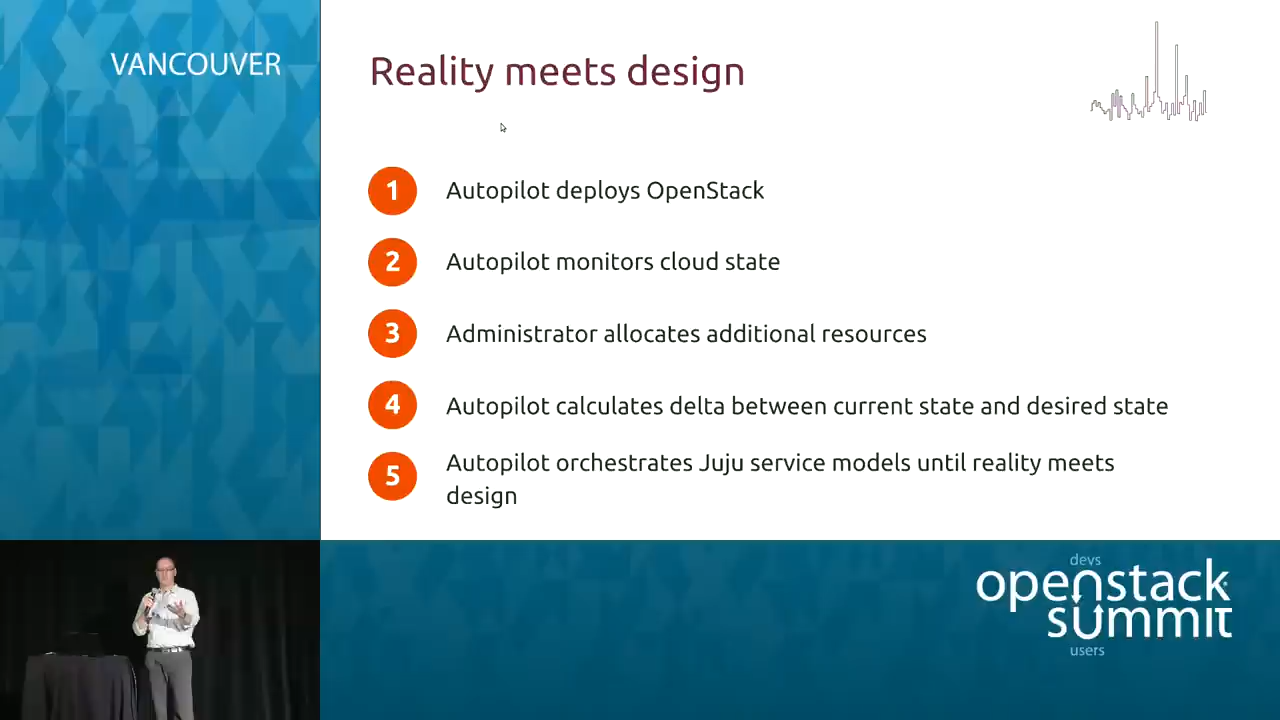 VANCOUVER
Reality meets design
1 Autopilot deploys OpenStack
2 Autopilot monitors cloud state
3 Administrator allocates additional resources
4 Autopilot calculates delta between current state and desired state
5 Autopilot orchestrates Juju service models until reality meets
design
devs
openstack
summit
users